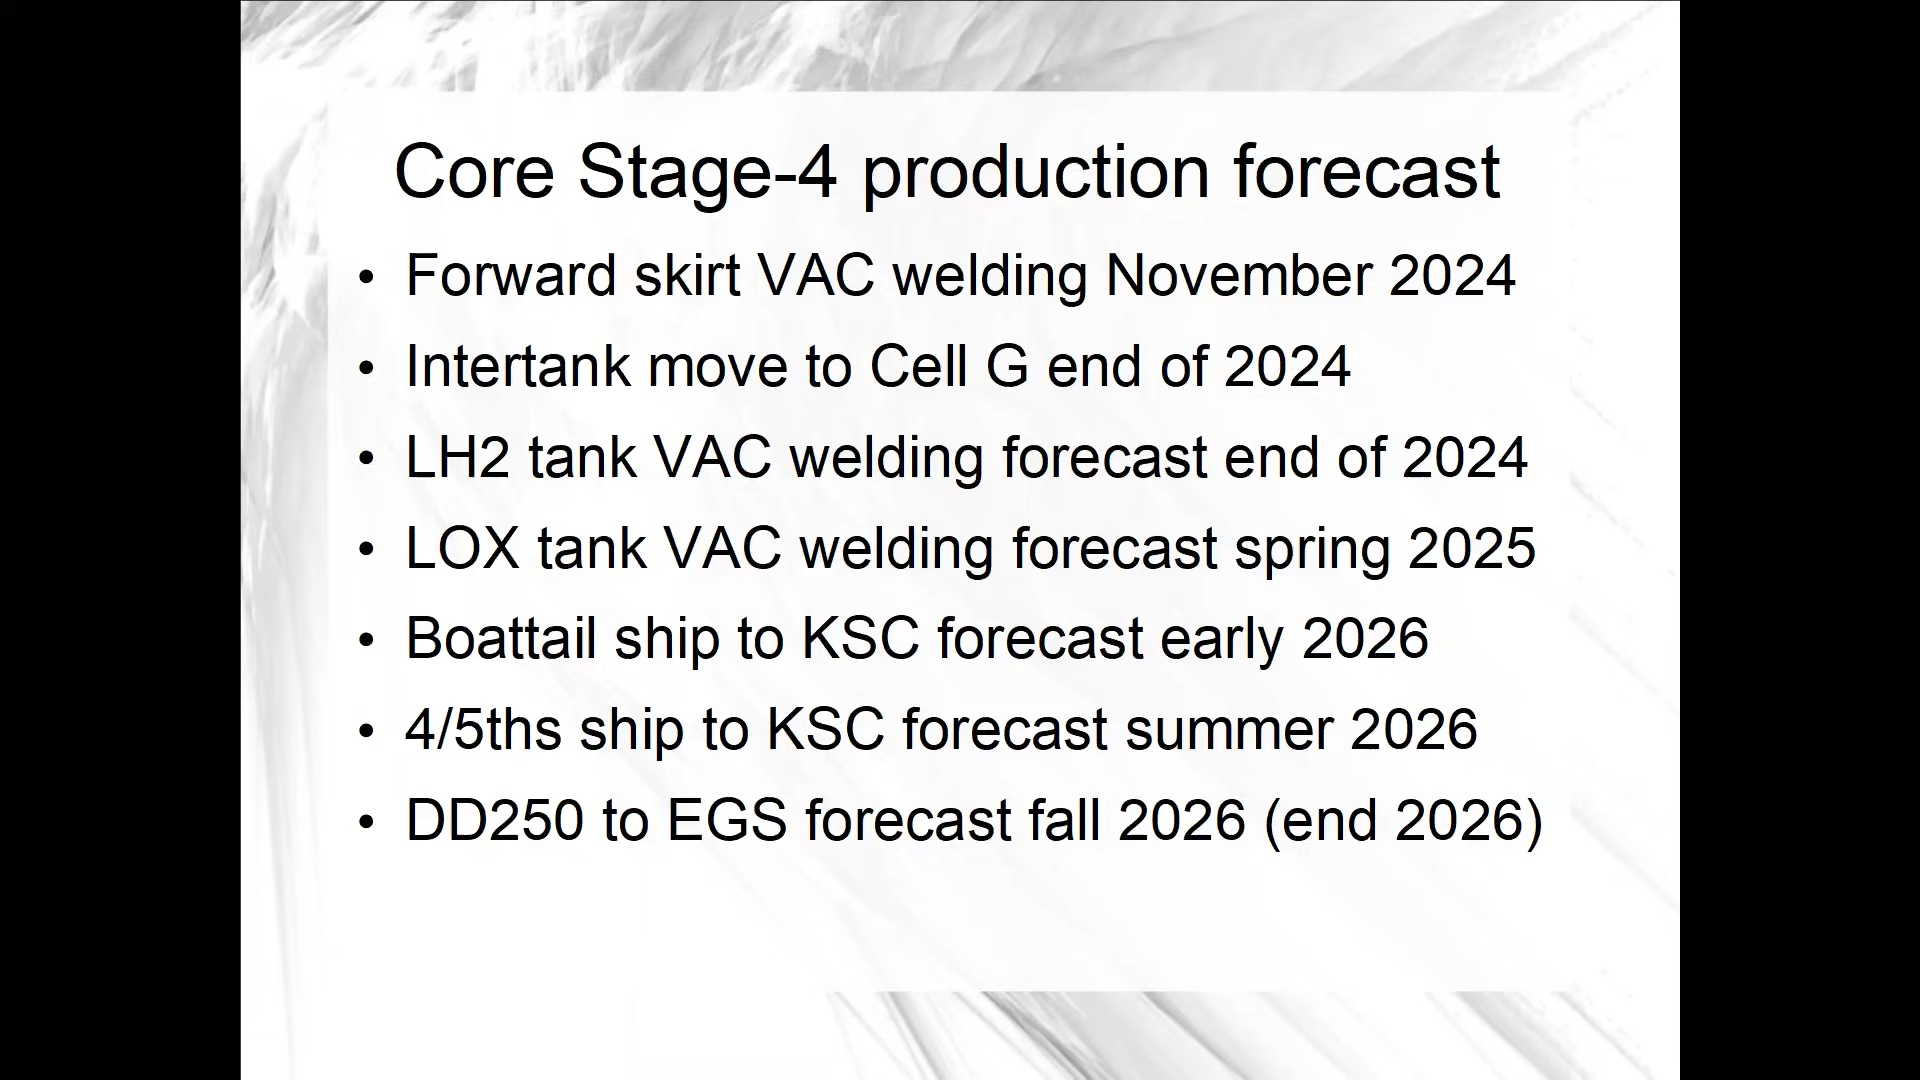 Core Stage-4 production forecast
• Forward skirt VAC welding November 2024
• Intertank move to Cell G end of 2024
• LH2 tank VAC welding forecast end of 2024
• LOX tank VAC welding forecast spring 2025
• Boattail ship to KSC forecast early 2026
• 4/5ths ship to KSC forecast summer 2026
• DD250 to EGS forecast fall 2026 (end 2026)